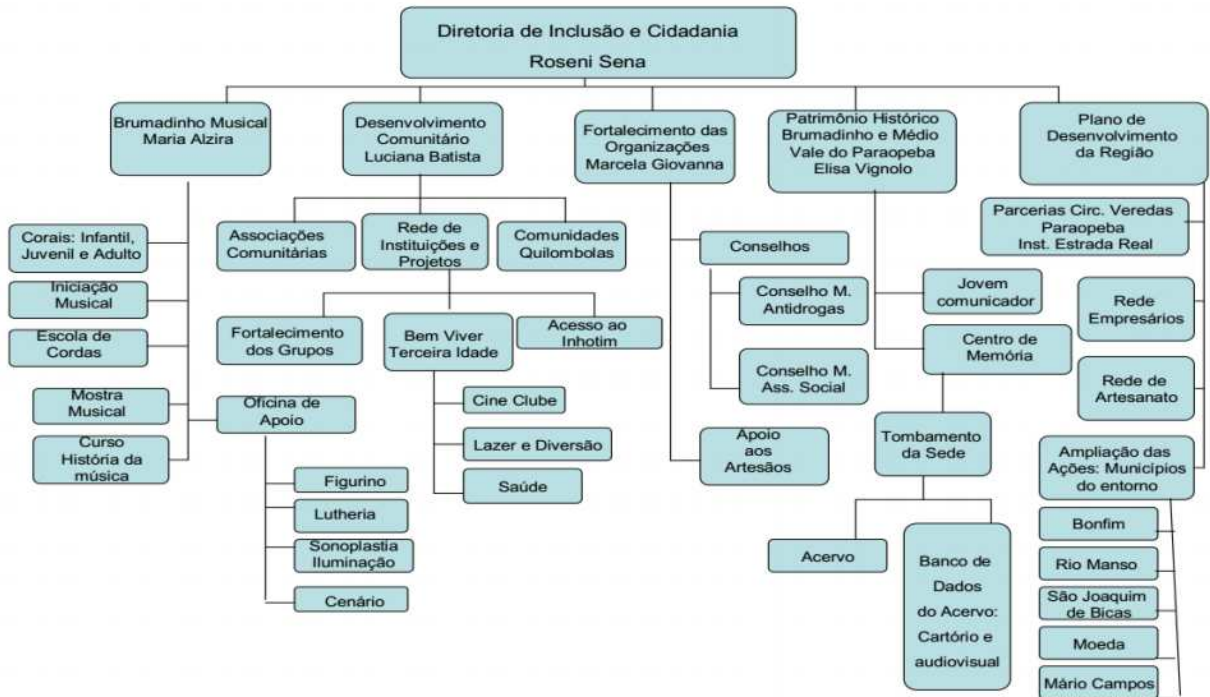 Diretoria de Inclusão e Cidadania
Roseni Sena
Brumadinho Musical
Maria Alzira
Desenvolvimento
Comunitário
Luciana Batista
Fortalecimento das
Organizações
Marcela Giovanna
Patrimônio Histórico
Brumadinho e Médio
Vale do Paraopeba
Elisa Vignolo
Plano de
Desenvolvimento
da Região
Corais: Infantil,
Juvenil e Adulto
Iniciação
Musical
Escola de
Cordas
Mostra
Musical
Curso
História da
música
Oficina de
Apoio
Figurino
Lutheria
Sonoplastia
Iluminação
Cenário
Associações
Comunitárias
Rede de
Instituições e
Projetos
Comunidades
Quilombolas
Fortalecimento
dos Grupos
Bem Viver
Terceira Idade
Acesso ao
Inhotim
Cine Clube
Lazer e Diversão
Saúde
Conselhos
Conselho M.
Antidrogas
Conselho M.
Ass. Social
Apoio
aos
Artesãos
Jovem
comunicador
Centro de
Memória
Tombamento
da Sede
Acervo
Banco de
Dados
do Acervo:
Cartório e
audiovisual
Parcerias Circ. Veredas
Paraopeba
Inst. Estrada Real
Rede
Empresários
Rede de
Artesanato
Ampliação das
Ações: Municípios
do entorno
Bonfim
Rio Manso
São Joaquim
de Bicas
Moeda
Mário Campos